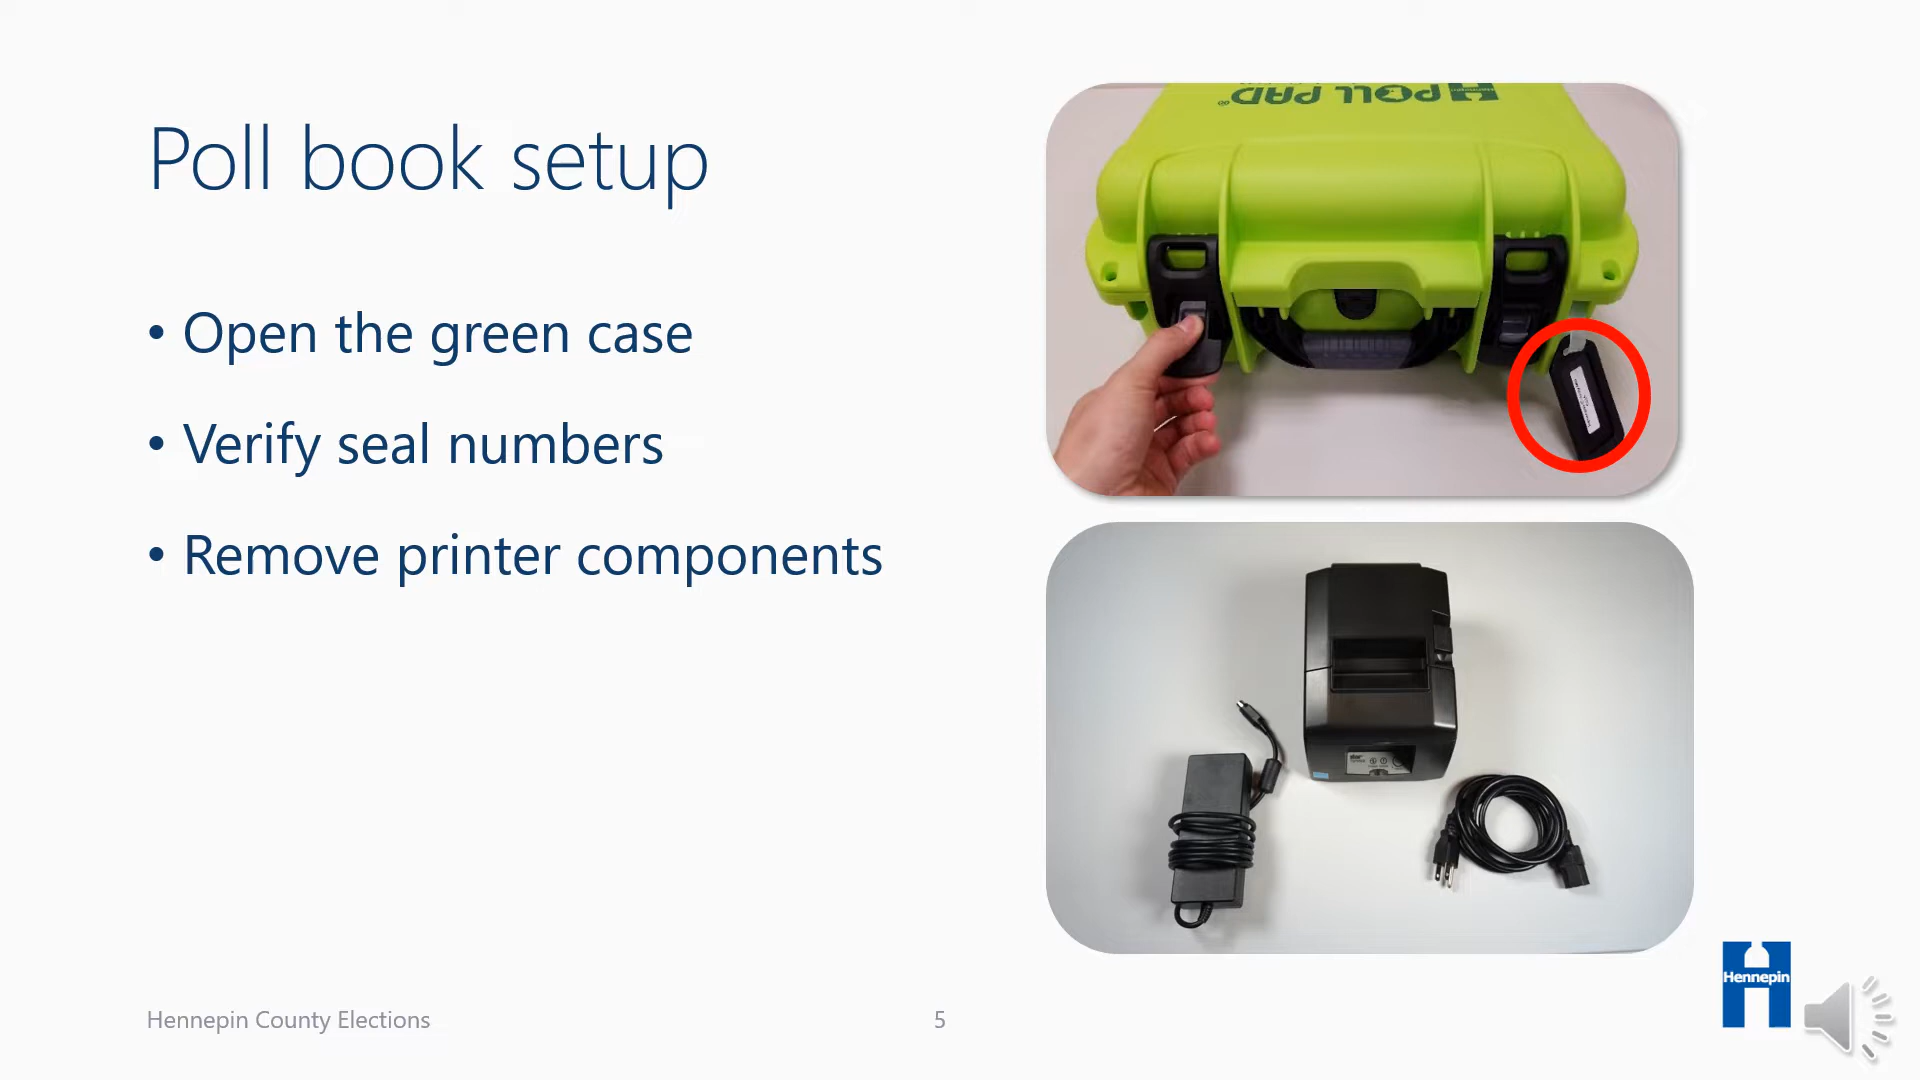 Poll book setup
• Open the green case
• Verify seal numbers
• Remove printer components
POLL PAD®
star
Hennepin
Hennepin County Elections
5